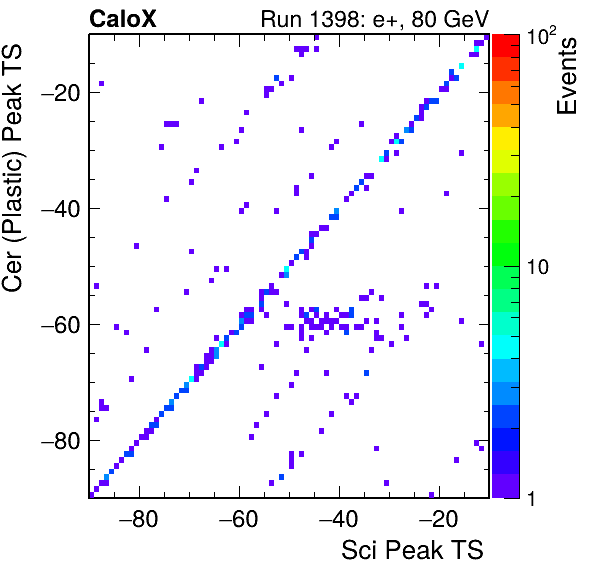 CaloX Run 1398: e+, 80 GeV
Cer (Plastic) Peak TS
−20
−40
−60
−80
−80 −60 −40 −20
Sci Peak TS
10²
10
1
Events